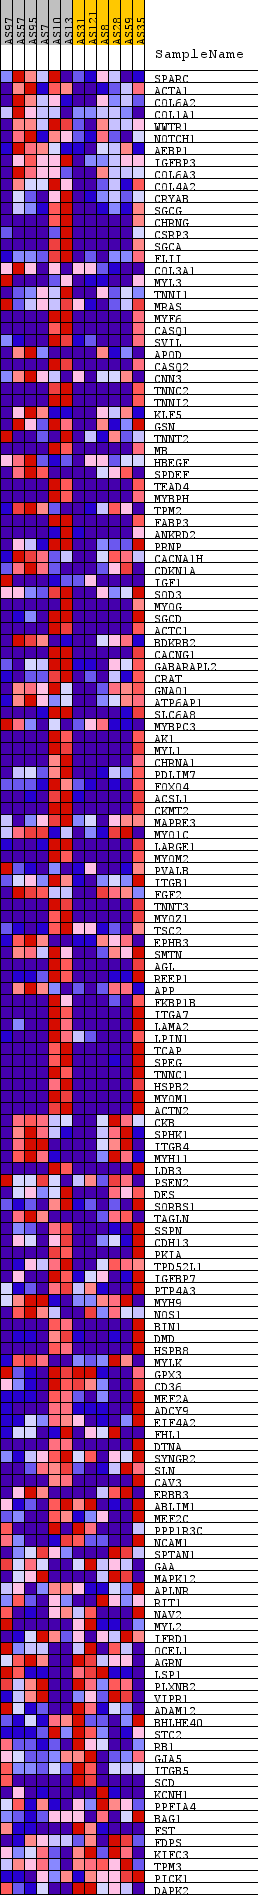 AS97 AS57 AS95 AS7 AS10 AS13 AS31 AS121 AS8 AS28 AS59 AS35
SampleName
SPARC
ACTA1
COL6A2
COL1A1
WWTR1
NOTCH1
AEBP1
IGFBP3
COL6A3
COL4A2
CRYAB
SGCG
CHRNG
CSRP3
SGCA
FLII
COL3A1
MYL3
TNNI1
MRAS
MYF6
CASQ1
SVIL
APOD
CASQ2
CNN3
TNNC2
TNNI2
KLF5
GSN
TNNT2
MB
HBEGF
SPDEF
TEAD4
MYBPH
TPM2
FABP3
ANKRD2
PRNP
CACNA1H
CDKN1A
IGF1
SOD3
MYOG
SGCD
ACTC1
BDKRB2
CACNG1
GABARAPL2
CRAT
GNAO1
ATP6AP1
SLC6A8
MYBPC3
AK1
MYL1
CHRNA1
PDLIM7
FOXO4
ACSL1
CKMT2
MAPRE3
MYO1C
LARGE1
MYOM2
PVALB
ITGB1
FGF2
TNNT3
MYOZ1
TSC2
EPHB3
SMTN
AGL
REEP1
APP
FKBP1B
ITGA7
LAMA2
LPIN1
TCAP
SPEG
TNNC1
HSPB2
MYOM1
ACTN2
CKB
SPHK1
ITGB4
MYH11
LDB3
PSEN2
DES
SORBS1
TAGLN
SSPN
CDH13
PKIA
TPD52L1
IGFBP7
PTP4A3
MYH9
NOS1
BIN1
DMD
HSPB8
MYLK
GPX3
CD36
MEF2A
ADCY9
EIF4A2
FHL1
DTNA
SYNGR2
SLN
CAV3
ERBB3
ABLIM1
MEF2C
PPP1R3C
NCAM1
SPTAN1
GAA
MAPK12
APLNR
RIT1
NAV2
MYL2
IFRD1
OCEL1
AGRN
LSP1
PLXNB2
VIPR1
ADAM12
BHLHE40
STC2
RB1
GJA5
ITGB5
SCD
KCNH1
PPFIA4
BAG1
FST
FDPS
KIFC3
TPM3
PICK1
DAPK2